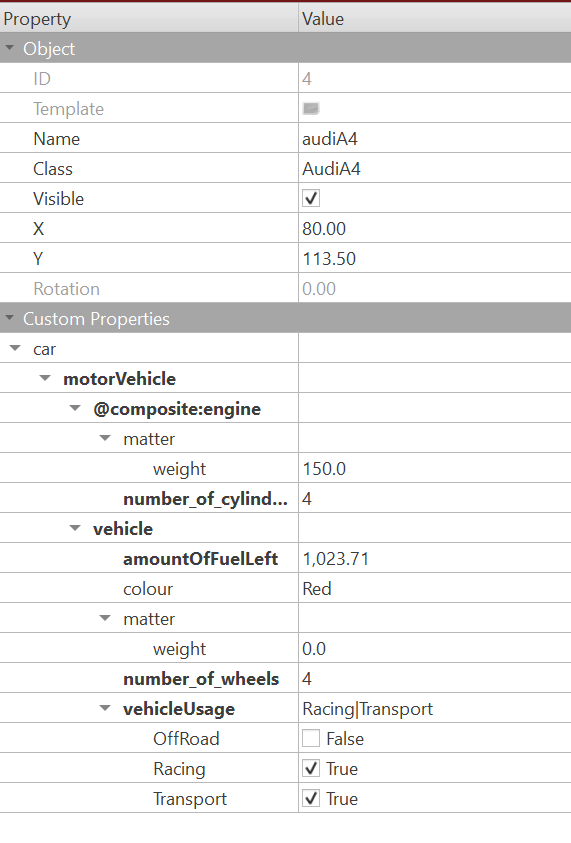 Property Value
Object
ID 4
Template
Name audiA4
Class AudiA4
Visible
X 80.00
Y 113.50
Rotation 0.00
Custom Properties
car
motorVehicle
@composite:engine
matter
weight 150.0
number_of_cylind... 4
vehicle
amountOfFuelLeft 1,023.71
colour Red
matter
weight 0.0
number_of_wheels 4
vehicleUsage Racing|Transport
OffRoad False
Racing True
Transport True